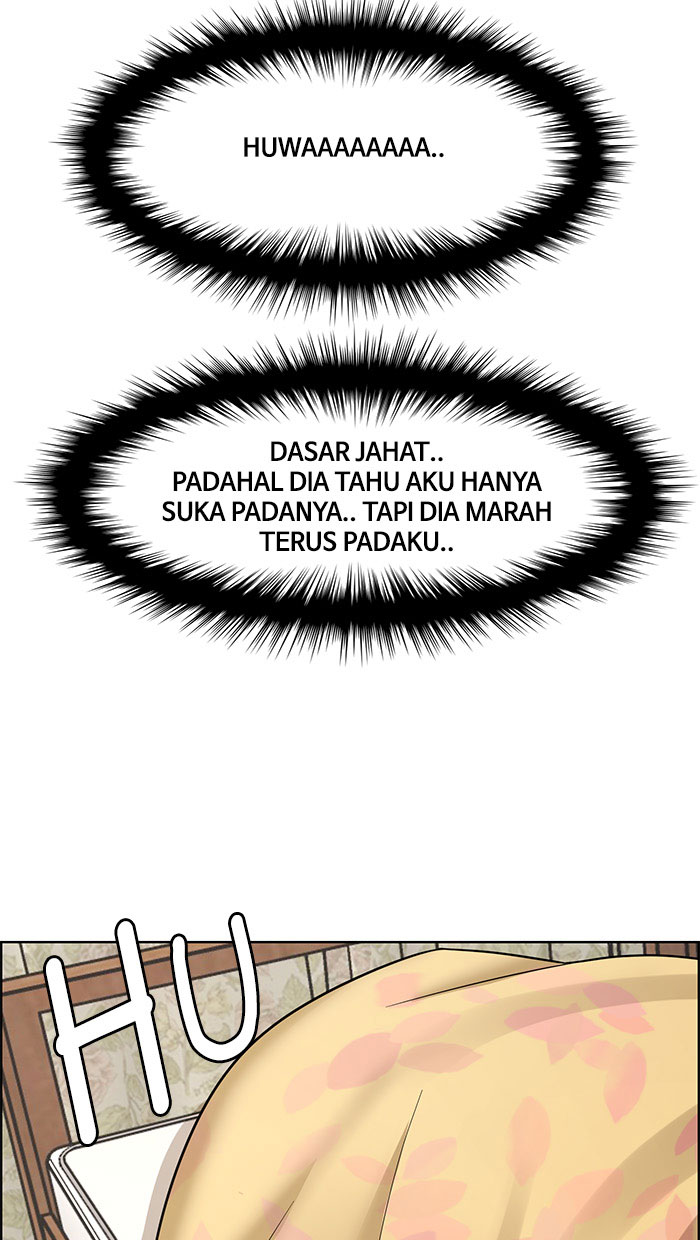 HUWAAAAAAAA..
DASAR JAHAT..
PADAHAL DIA TAHU AKU HANYA
SUKA PADANYA.. TAPI DIA MARAH
TERUS PADAKU..
HU